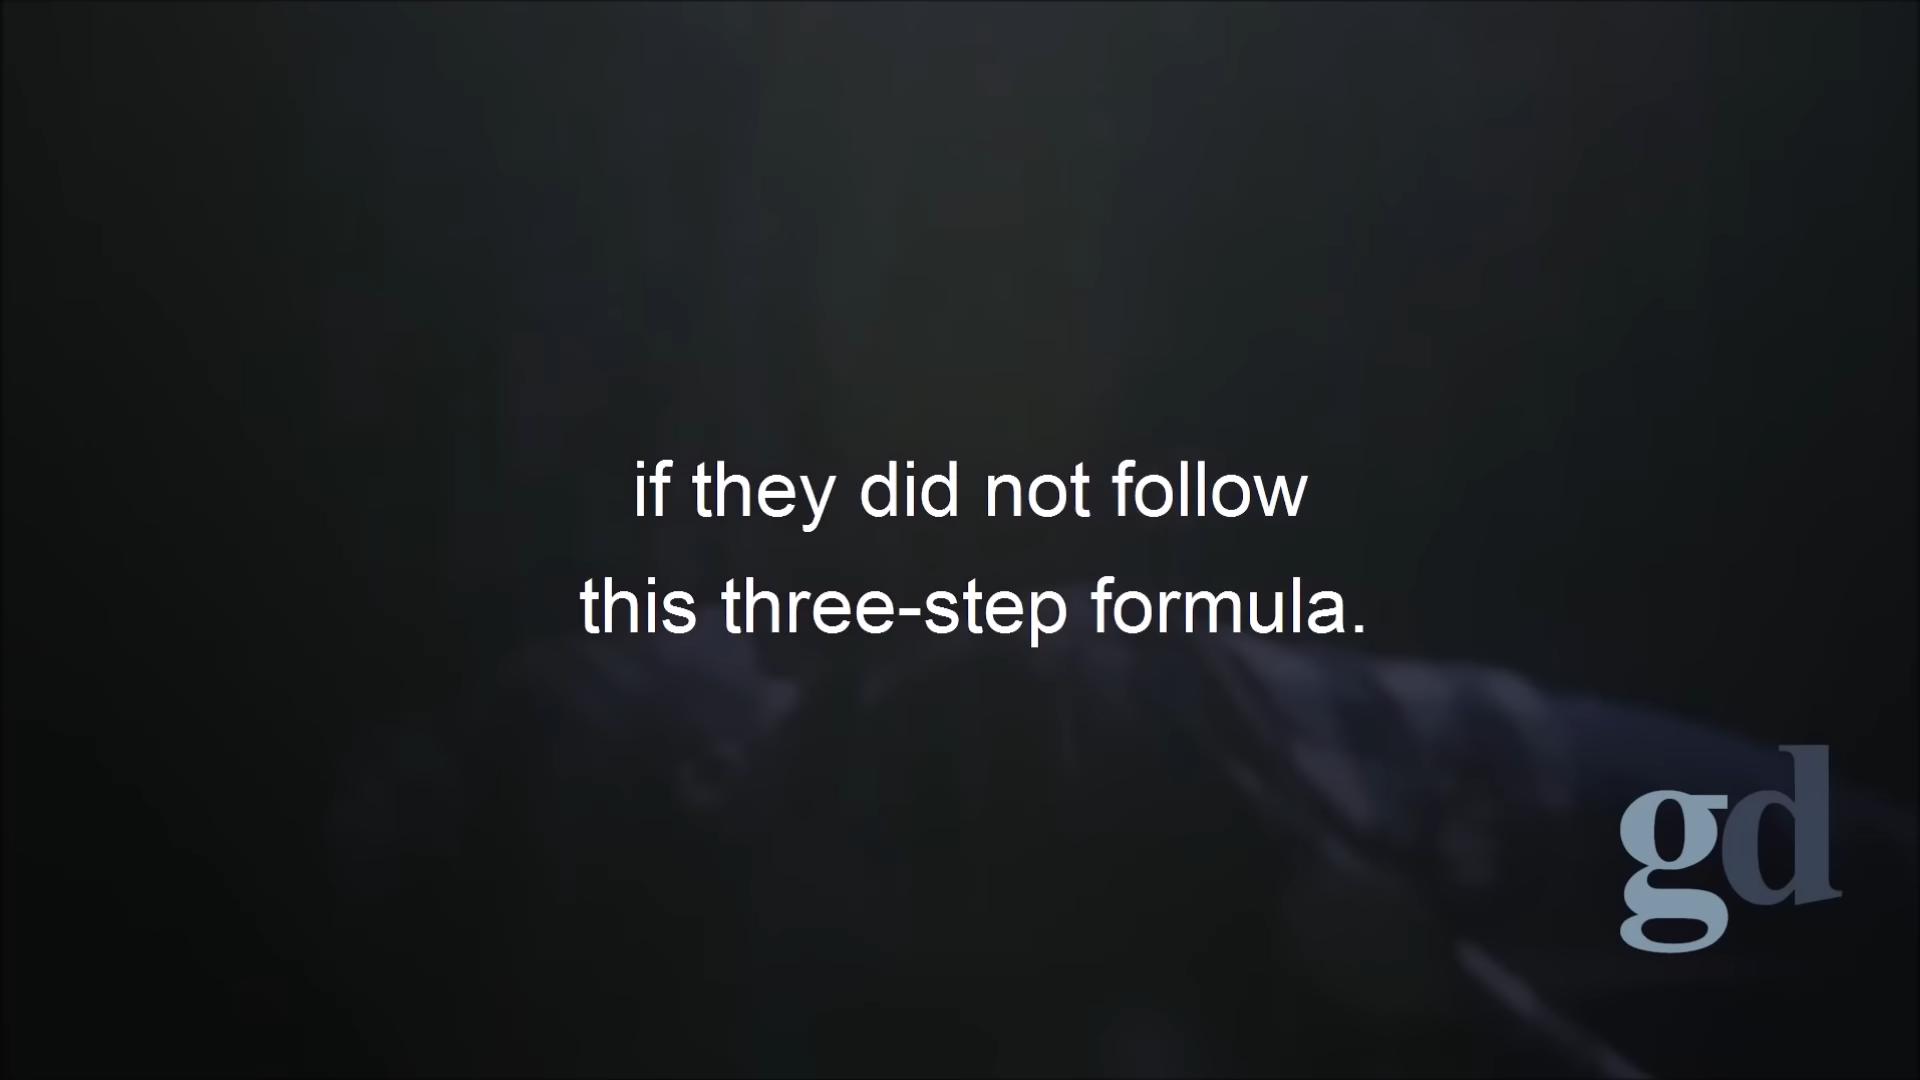 if they did not follow
this three-step formula.
gd